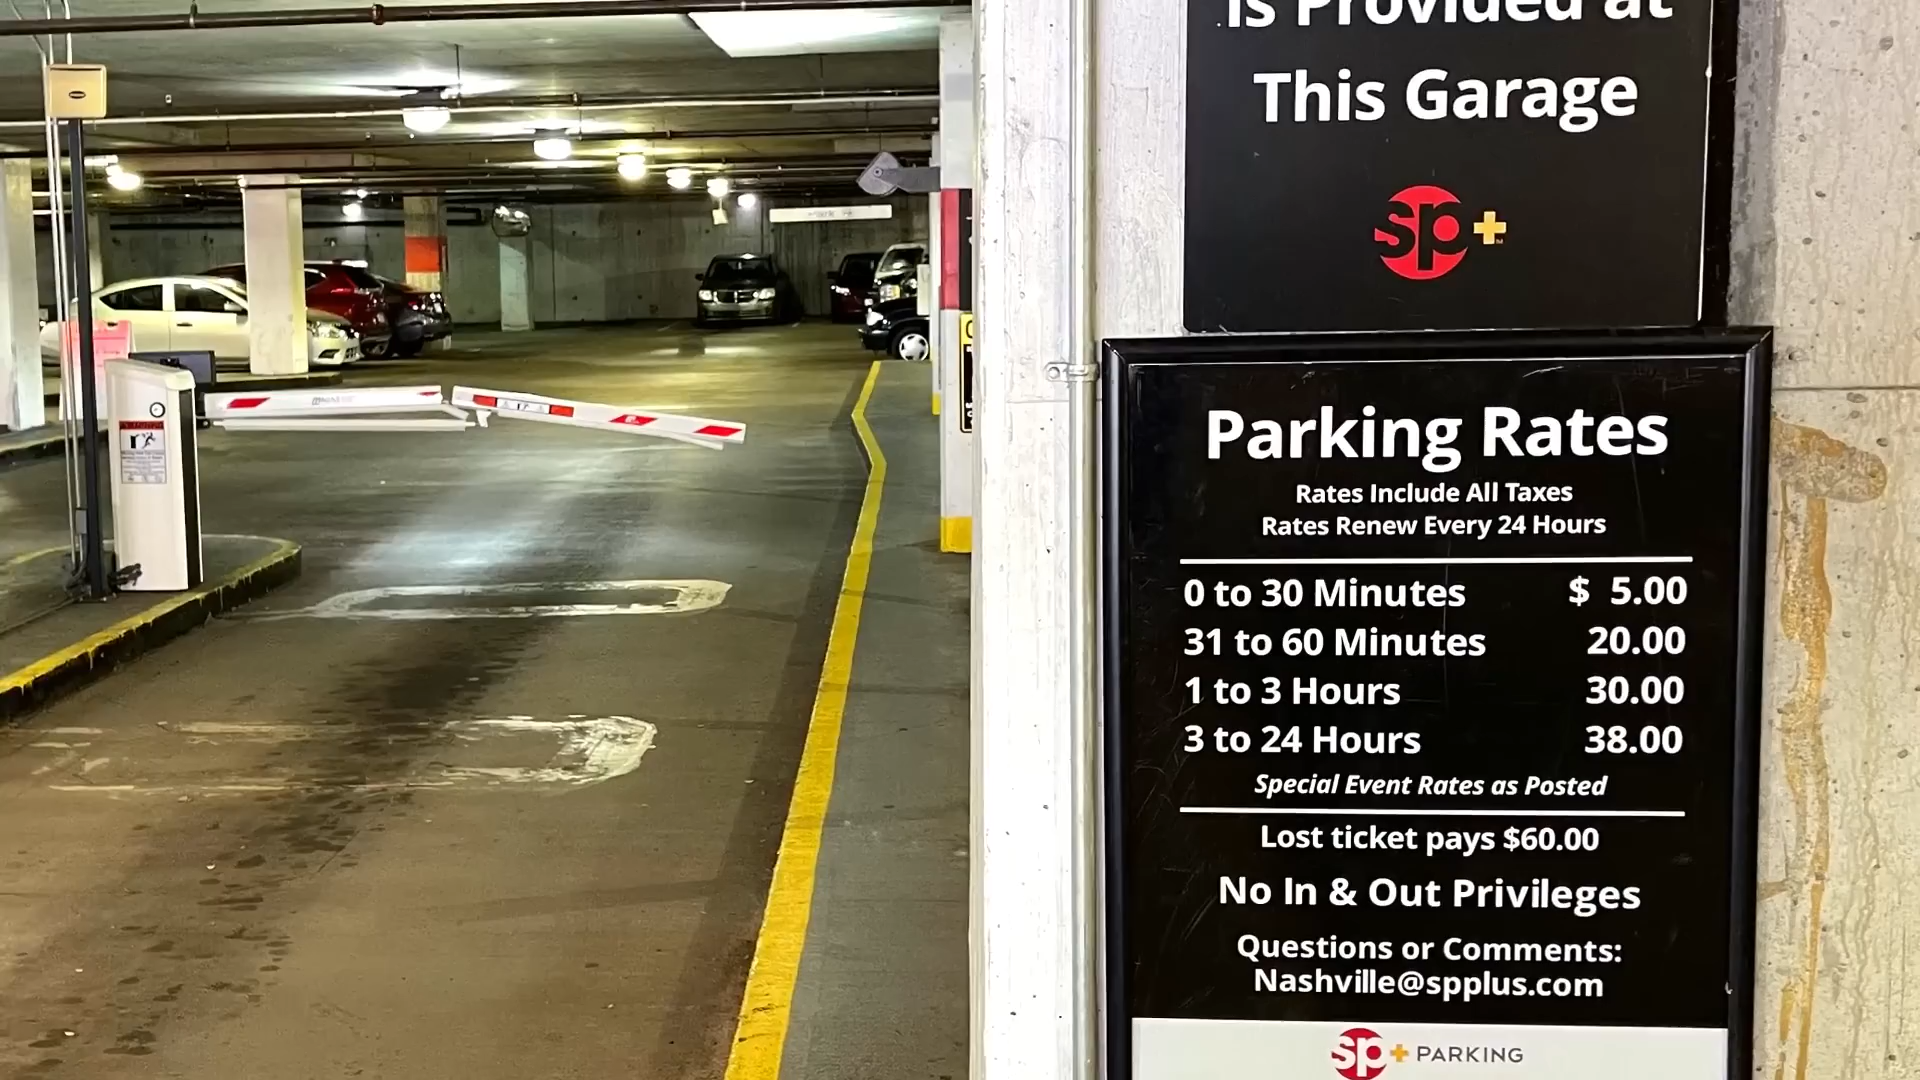 is Provided at
This Garage
sp+
Parking Rates
Rates Include All Taxes
Rates Renew Every 24 Hours
0 to 30 Minutes $ 5.00
31 to 60 Minutes 20.00
1 to 3 Hours 30.00
3 to 24 Hours 38.00
Special Event Rates as Posted
Lost ticket pays $60.00
No In & Out Privileges
Questions or Comments:
Nashville@spplus.com
sp+ PARKING